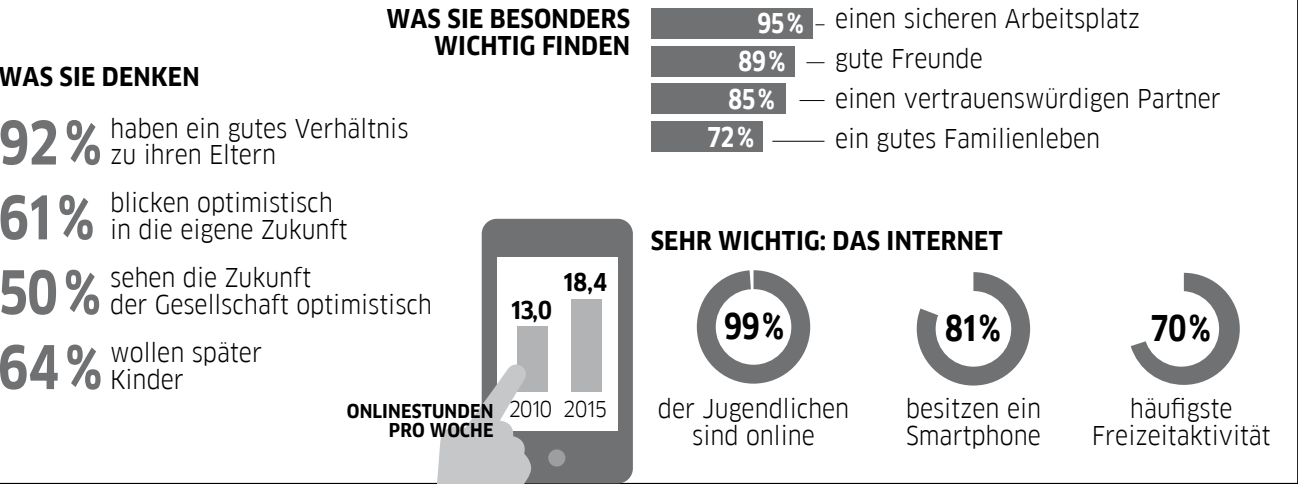 WAS SIE DENKEN
92 % haben ein gutes Verhältnis
zu ihren Eltern
61 % blicken optimistisch
in die eigene Zukunft
50 % sehen die Zukunft
der Gesellschaft optimistisch
64 % wollen später
Kinder
WAS SIE BESONDERS
WICHTIG FINDEN
95 % einen sicheren Arbeitsplatz
89 % gute Freunde
85 % einen vertrauenswürdigen Partner
72 % ein gutes Familienleben
ONLINESTUNDEN
PRO WOCHE
13,0
18,4
2010 2015
SEHR WICHTIG: DAS INTERNET
99 %
der Jugendlichen
sind online
81 %
besitzen ein
Smartphone
70 %
häufigste
Freizeitaktivität